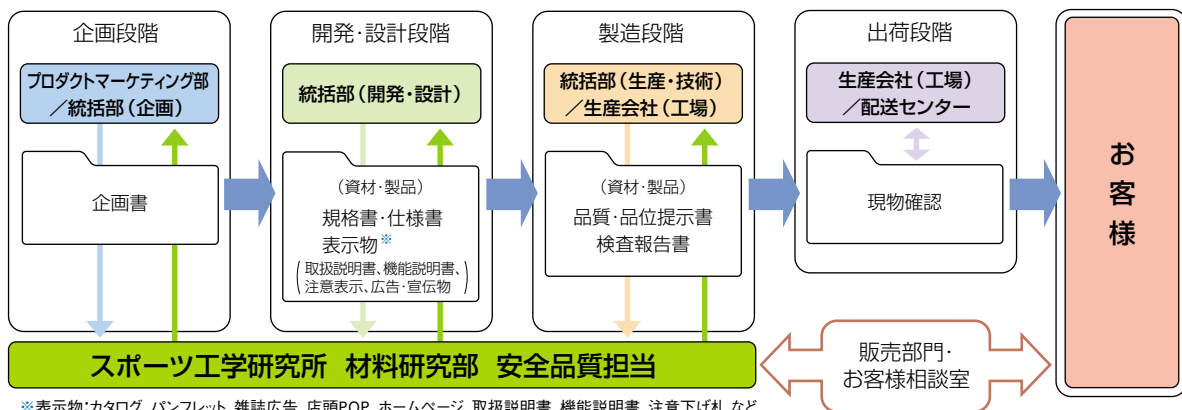 企画段階
プロダクトマーケティング部
／統括部（企画）
企画書
開発・設計段階
統括部（開発・設計）
（資材・製品）
規格書・仕様書
表示物※
（取扱説明書、機能説明書、
注意表示、広告・宣伝物）
製造段階
統括部（生産・技術）
／生産会社（工場）
（資材・製品）
品質・品位提示書
検査報告書
出荷段階
生産会社（工場）
／配送センター
現物確認
お客様
スポーツ工学研究所 材料研究部 安全品質担当
販売部門・
お客様相談室
※表示物：カタログ、パンフレット、雑誌広告、店頭POP、ホームページ、取扱説明書、機能説明書、注意下げ札 など